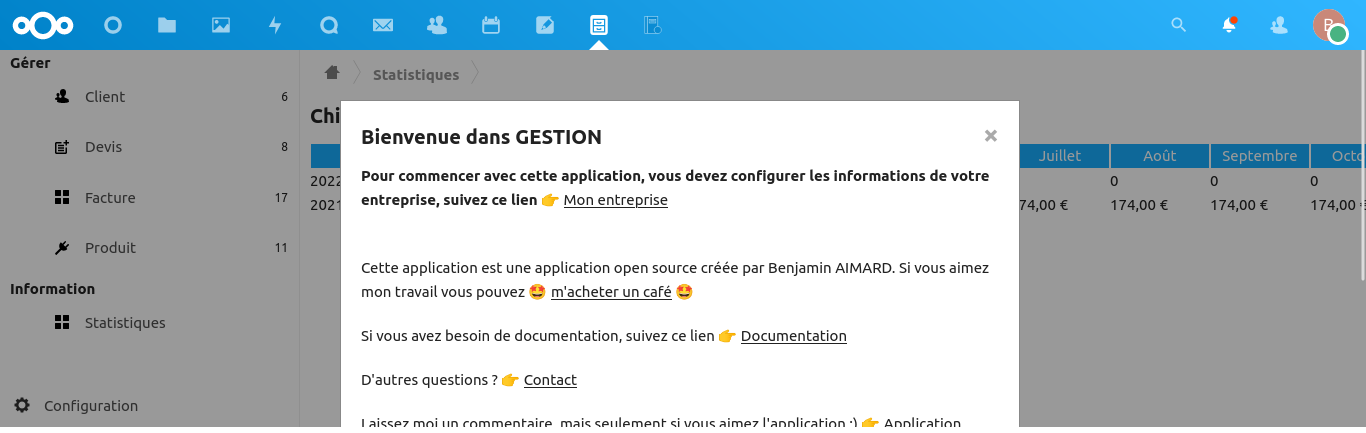 B
Gérer
Client 6
Devis 8
Facture 17
Produit 11
Information
Statistiques
Configuration
Statistiques
Chi
Juillet Août Septembre Octo
2022 0 0 0
2021 74,00 € 174,00 € 174,00 € 174,00 €
Bienvenue dans GESTION
×
Pour commencer avec cette application, vous devez configurer les informations de votre
entreprise, suivez ce lien 👉 Mon entreprise
Cette application est une application open source créée par Benjamin AIMARD. Si vous aimez
mon travail vous pouvez 🤩 m'acheter un café 🤩
Si vous avez besoin de documentation, suivez ce lien 👉 Documentation
D'autres questions ? 👉 Contact
Laissez moi un commentaire, mais seulement si vous aimez l'application :) 👉 Application